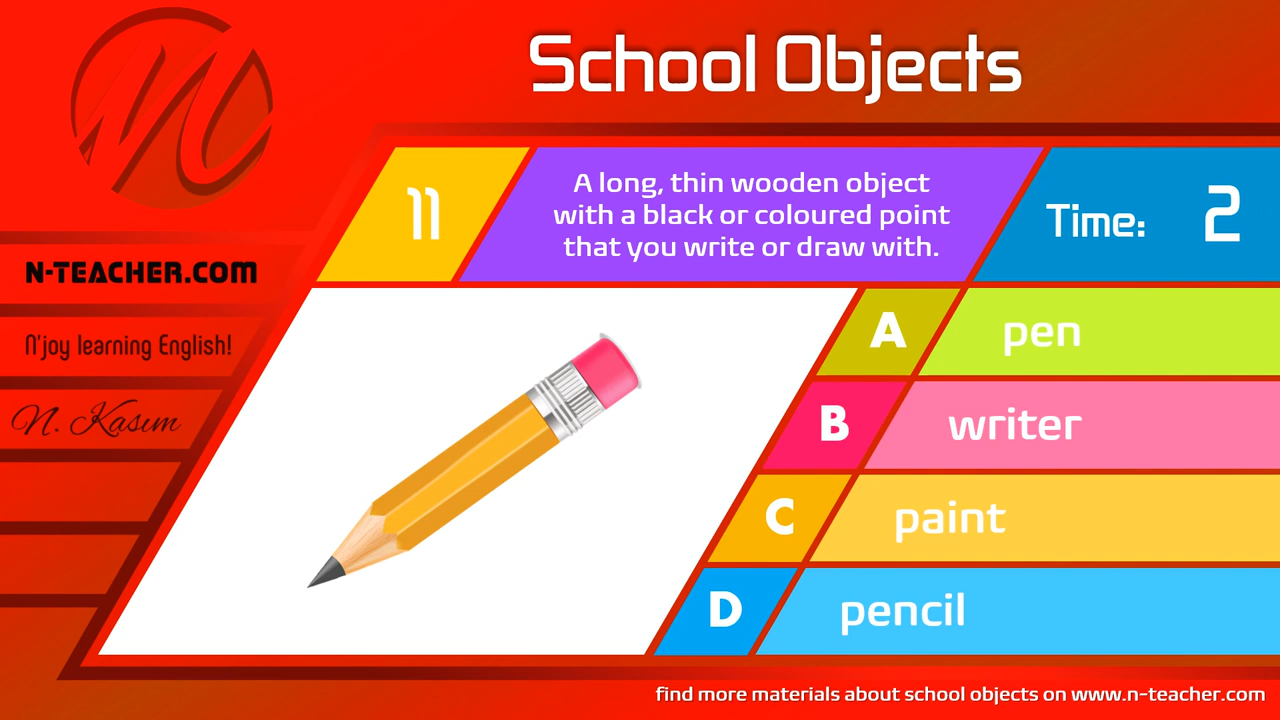 School Objects
11
A long, thin wooden object
with a black or coloured point
that you write or draw with.
Time: 2
N-TEACHER.COM
N'joy learning English!
N. Kasım
A pen
B writer
C paint
D pencil
find more materials about school objects on www.n-teacher.com